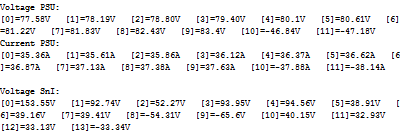 Voltage PSU:
[0]=77.58V [1]=78.19V [2]=78.80V [3]=79.40V [4]=80.1V [5]=80.61V [6]
=81.22V [7]=81.83V [8]=82.43V [9]=83.4V [10]=-46.84V [11]=-47.18V
Current PSU:
[0]=35.36A [1]=35.61A [2]=35.86A [3]=36.12A [4]=36.37A [5]=36.62A [6
]=36.87A [7]=37.13A [8]=37.38A [9]=37.63A [10]=-37.88A [11]=-38.14A
Voltage SnI:
[0]=153.55V [1]=92.74V [2]=52.27V [3]=93.95V [4]=94.56V [5]=38.91V [
6]=39.16V [7]=39.41V [8]=-54.31V [9]=-65.6V [10]=40.15V [11]=32.93V
[12]=33.13V [13]=-33.34V